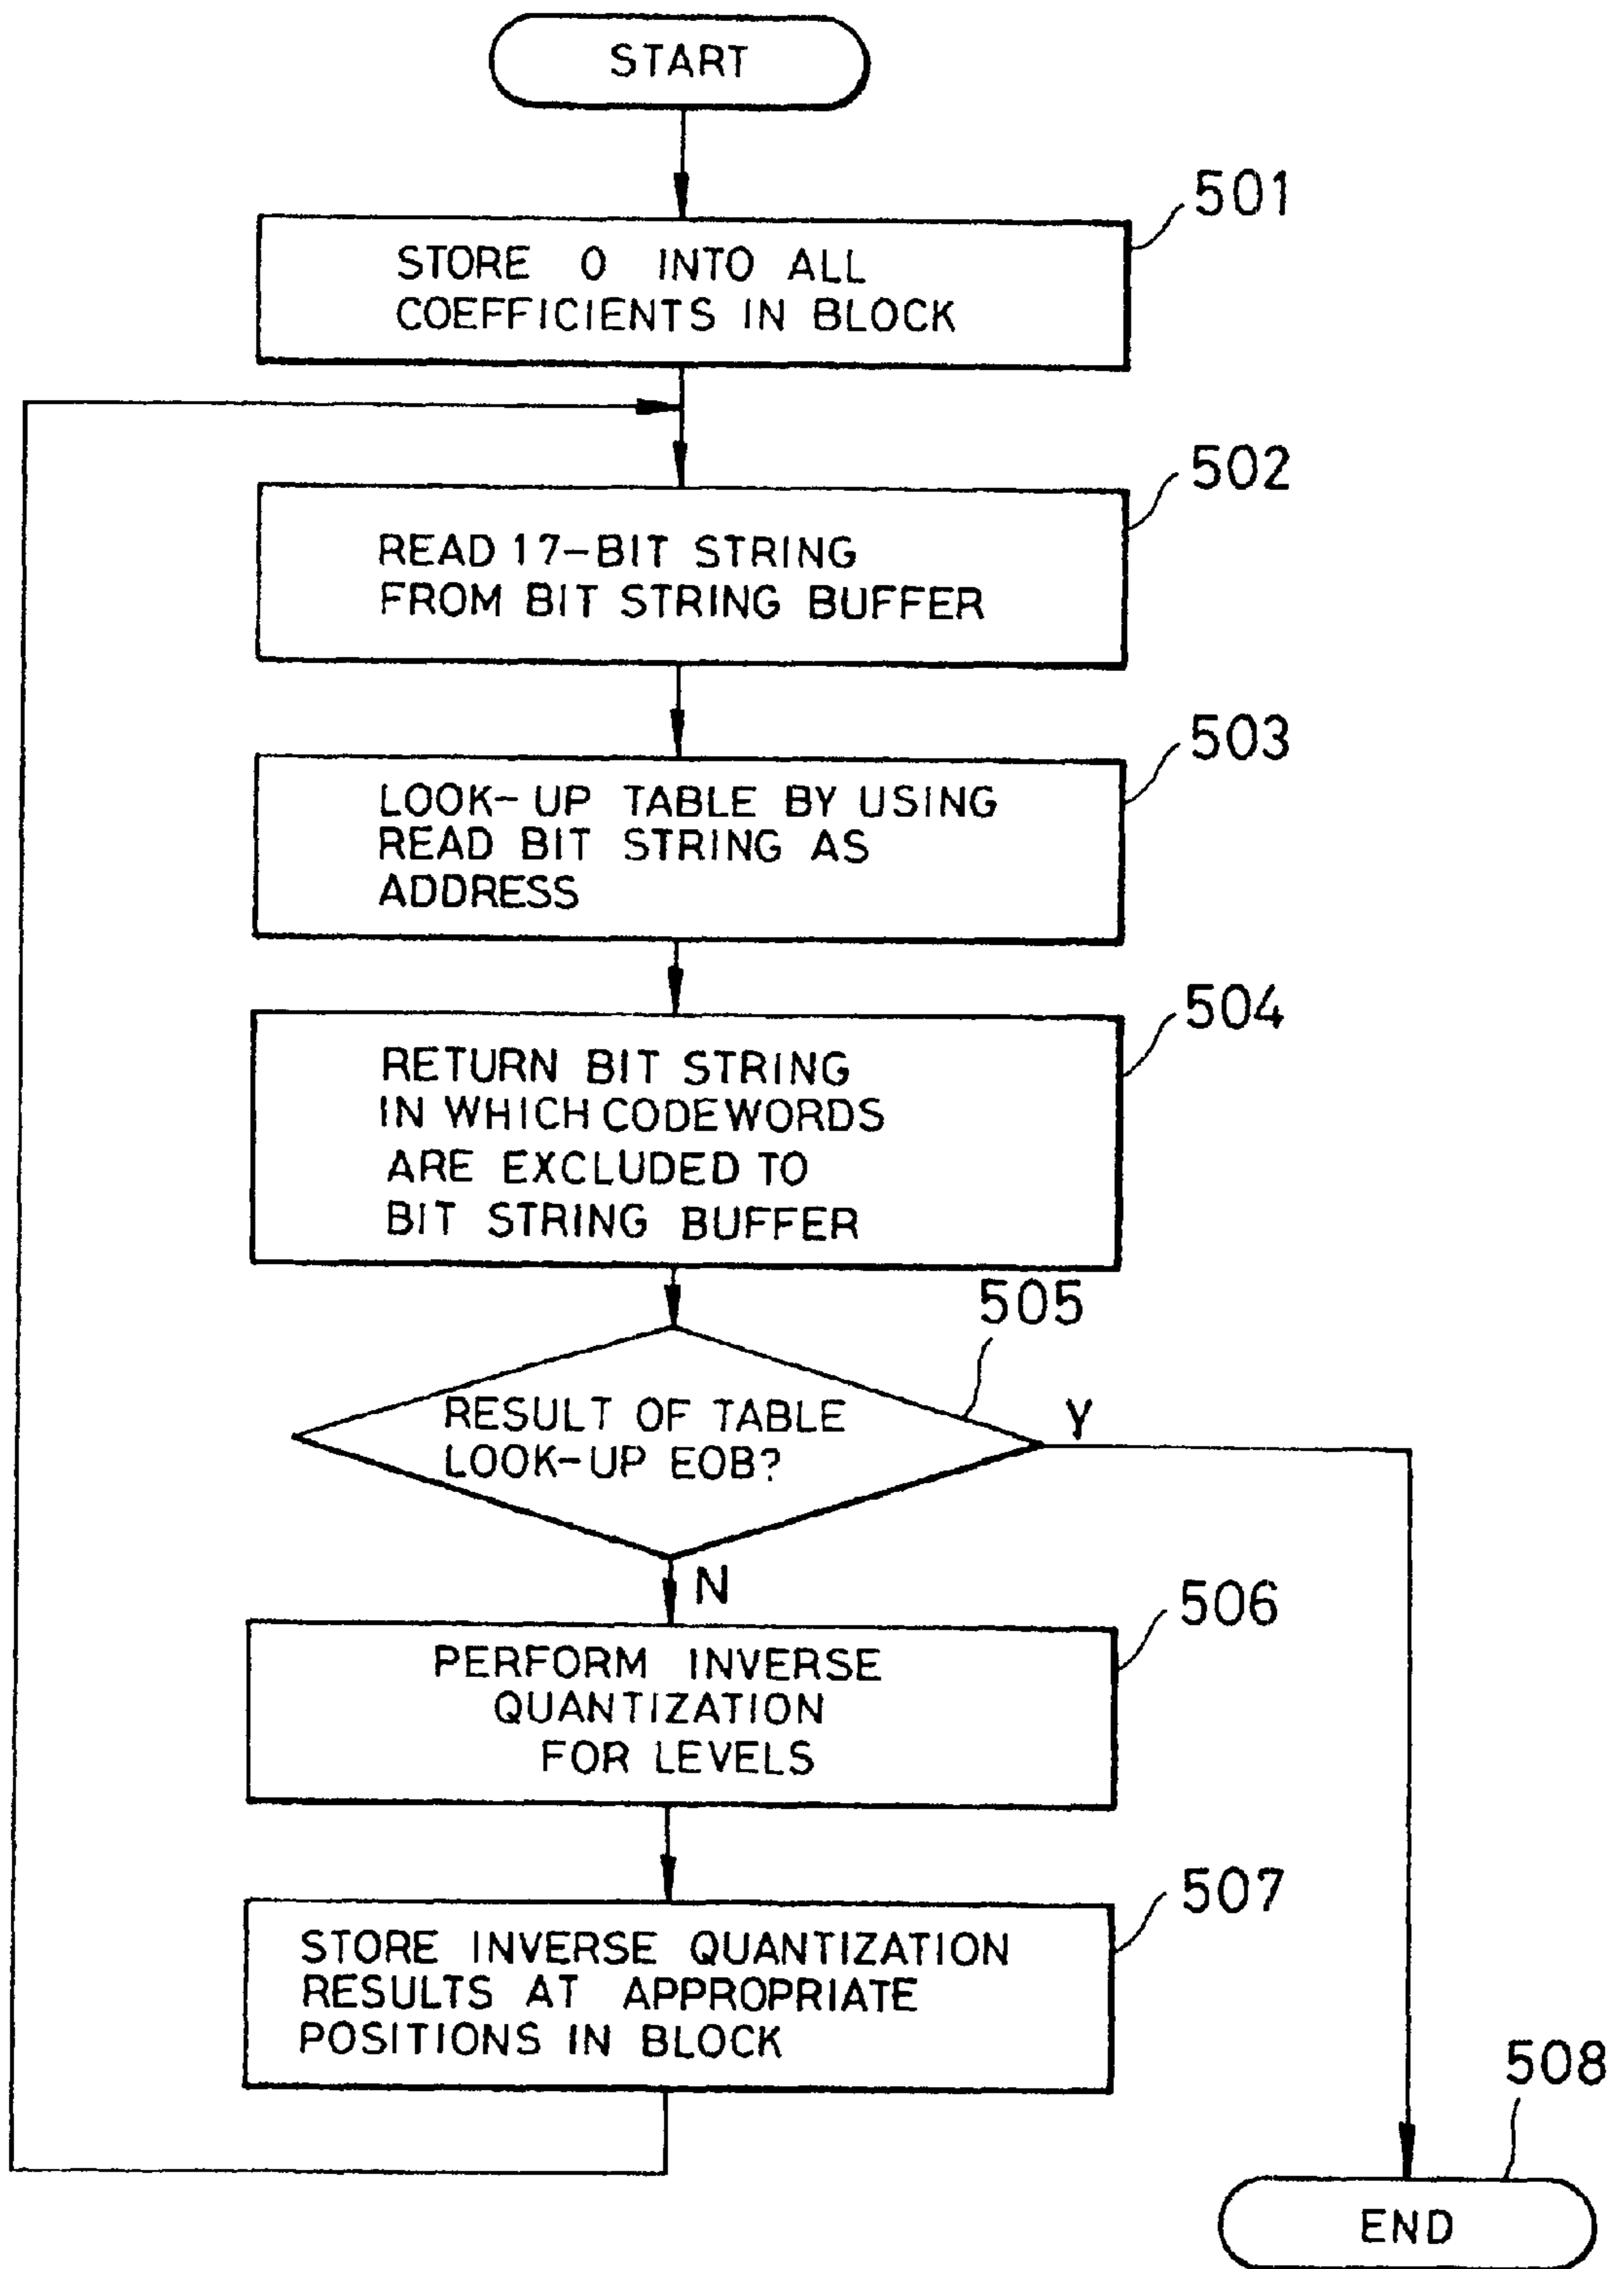 START
501
STORE 0 INTO ALL
COEFFICIENTS IN BLOCK
502
READ 17-BIT STRING
FROM BIT STRING BUFFER
503
LOOK-UP TABLE BY USING
READ BIT STRING AS
ADDRESS
504
RETURN BIT STRING
IN WHICH CODEWORDS
ARE EXCLUDED TO
BIT STRING BUFFER
505
RESULT OF TABLE
LOOK-UP EOB?
Y
N
506
PERFORM INVERSE
QUANTIZATION
FOR LEVELS
507
STORE INVERSE QUANTIZATION
RESULTS AT APPROPRIATE
POSITIONS IN BLOCK
508
END